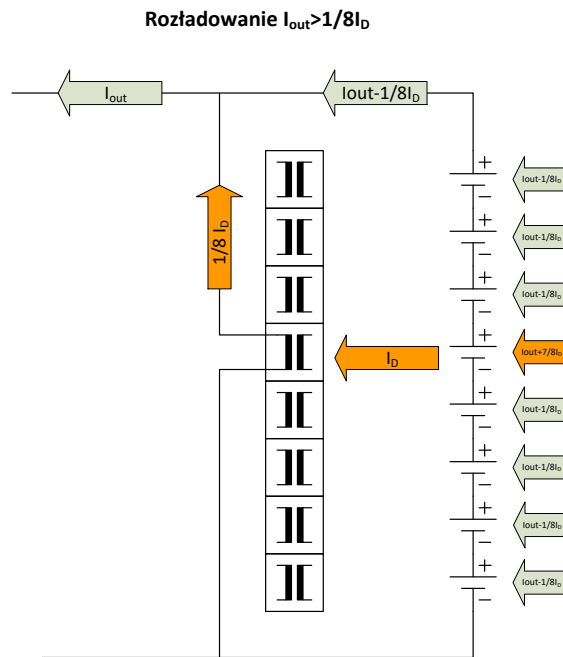 Rozładowanie Iout>1/8ID
Iout
Iout-1/8ID
1/8 ID
ID
+
Iout-1/8ID
−
+
Iout-1/8ID
−
+
Iout-1/8ID
−
+
Iout+7/8ID
−
+
Iout-1/8ID
−
+
Iout-1/8ID
−
+
Iout-1/8ID
−
+
Iout-1/8ID
−